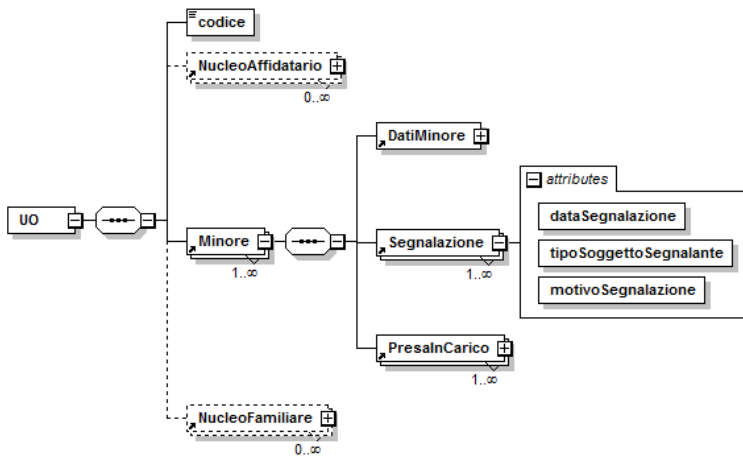 codice
NucleoAffidatario
0..∞
DatiMinore
attributes
dataSegnalazione
UO
Minore
1..∞
Segnalazione
1..∞
tipoSoggettoSegnalante
motivoSegnalazione
PresaInCarico
1..∞
NucleoFamiliare
0..∞